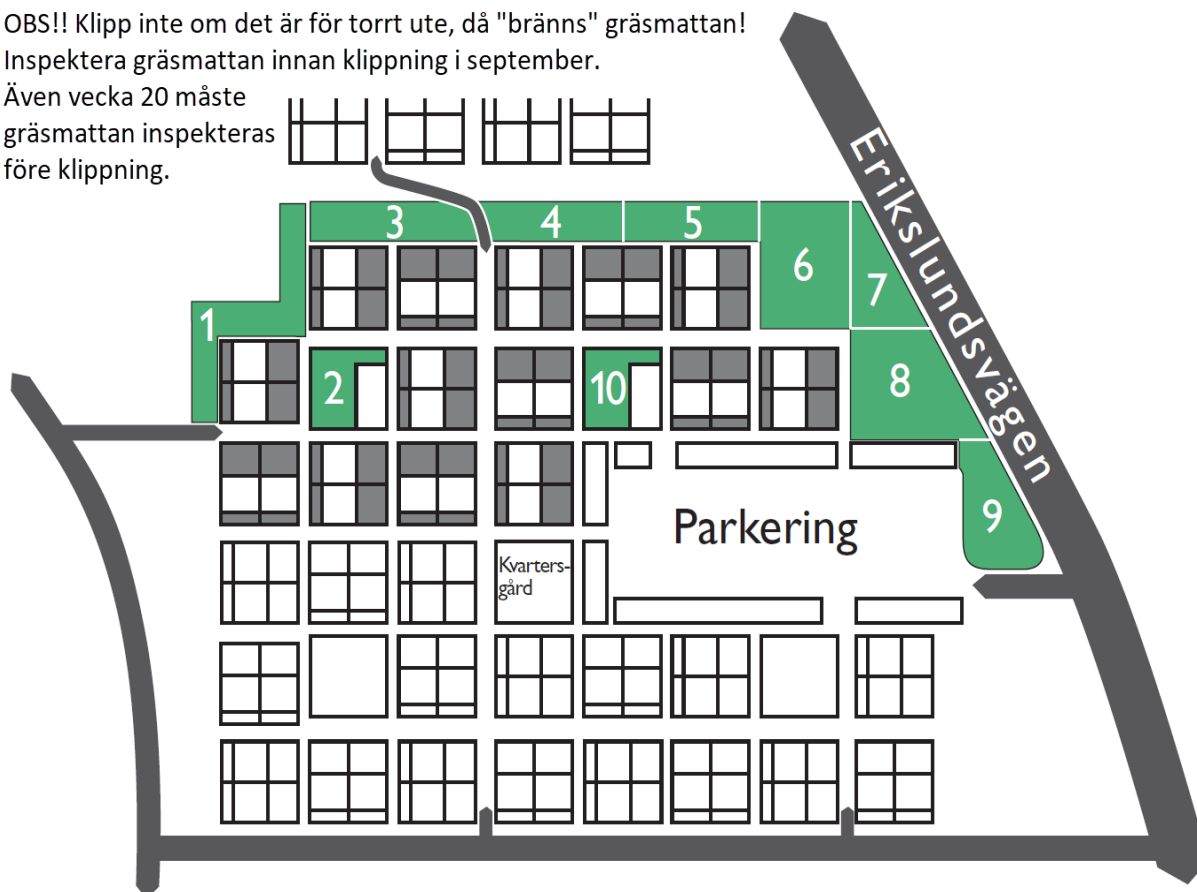 OBS!! Klipp inte om det är för torrt ute, då "bränns" gräsmattan!
Inspektera gräsmattan innan klippning i september.
Även vecka 20 måste
gräsmattan inspekteras
före klippning.
Erikslundsvägen
3
4
5
6
7
1
2
10
8
9
Parkering
Kvarters-
gård